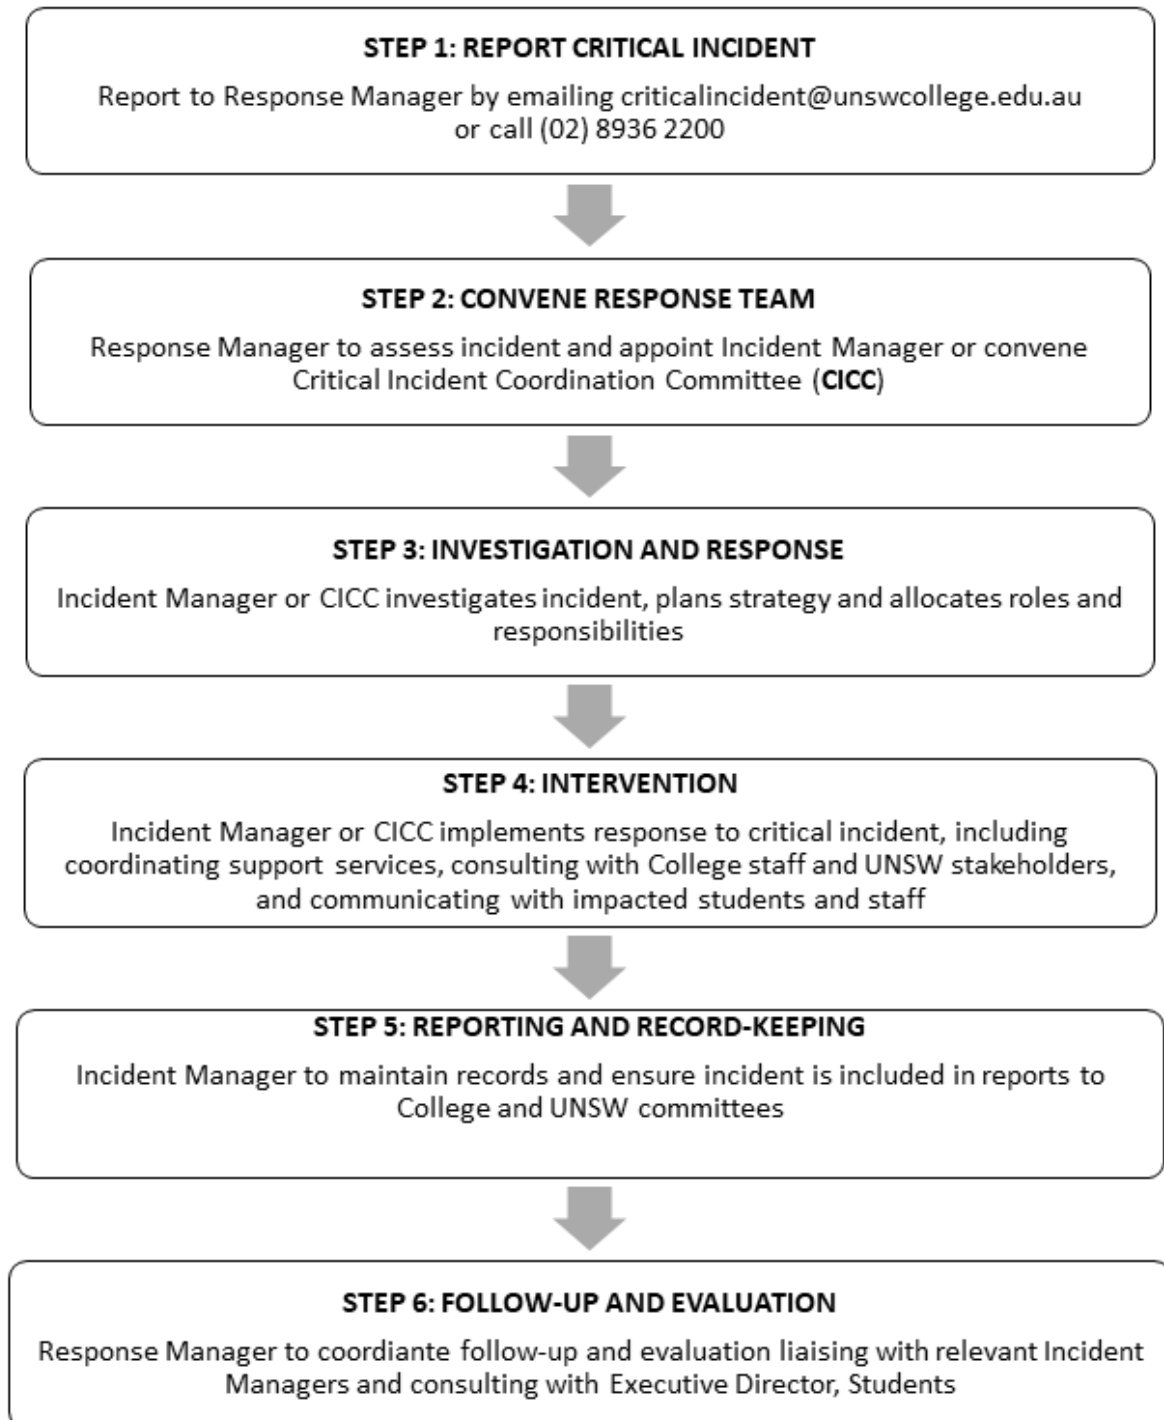 STEP 1: REPORT CRITICAL INCIDENT
Report to Response Manager by emailing criticalincident@unswcollege.edu.au
or call (02) 8936 2200
STEP 2: CONVENE RESPONSE TEAM
Response Manager to assess incident and appoint Incident Manager or convene
Critical Incident Coordination Committee (CICC)
STEP 3: INVESTIGATION AND RESPONSE
Incident Manager or CICC investigates incident, plans strategy and allocates roles and
responsibilities
STEP 4: INTERVENTION
Incident Manager or CICC implements response to critical incident, including
coordinating support services, consulting with College staff and UNSW stakeholders,
and communicating with impacted students and staff
STEP 5: REPORTING AND RECORD-KEEPING
Incident Manager to maintain records and ensure incident is included in reports to
College and UNSW committees
STEP 6: FOLLOW-UP AND EVALUATION
Response Manager to coordiante follow-up and evaluation liaising with relevant Incident
Managers and consulting with Executive Director, Students